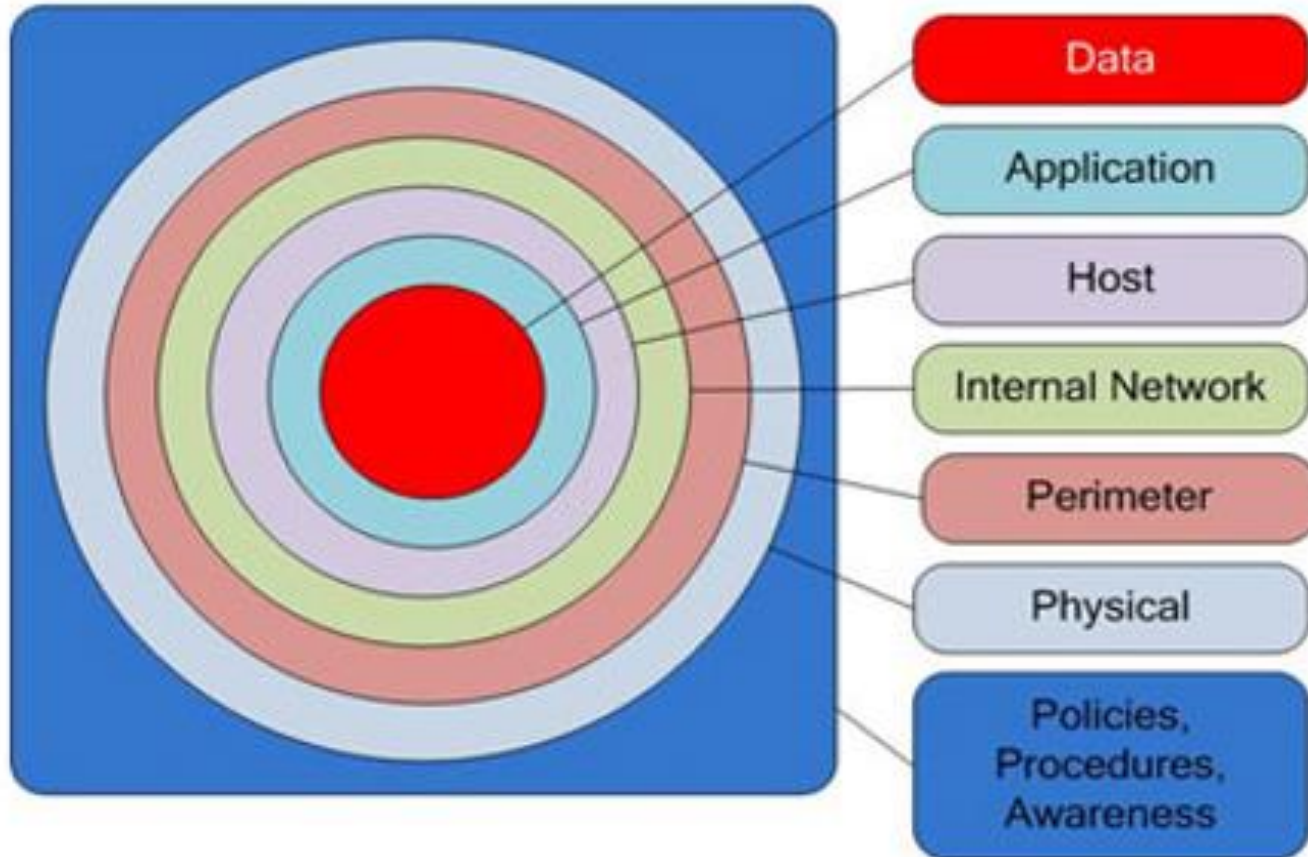 Data
Application
Host
Internal Network
Perimeter
Physical
Policies,
Procedures,
Awareness